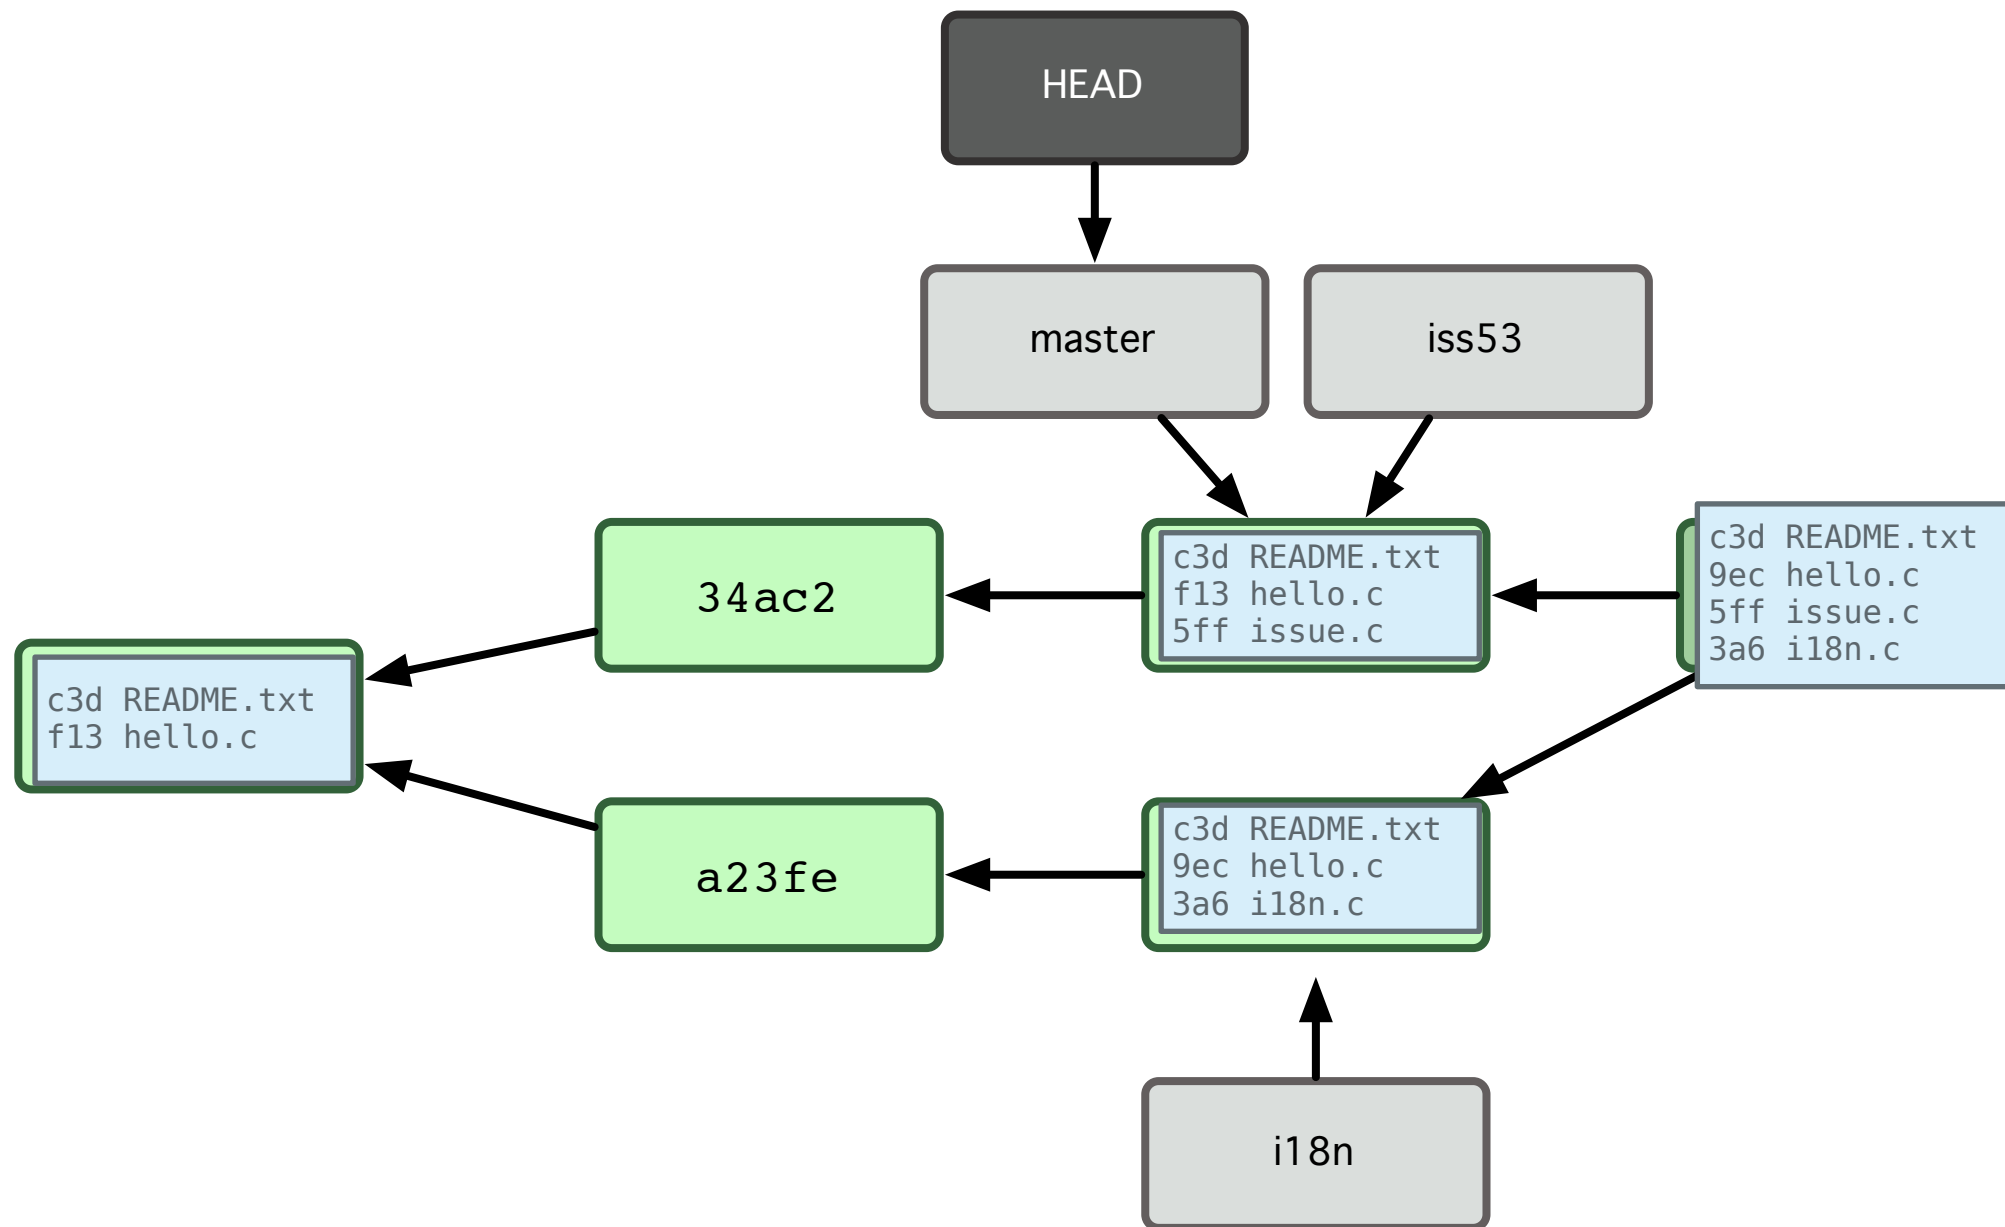 HEAD
master
iss53
34ac2
c3d README.txt
f13 hello.c
5ff issue.c
c3d README.txt
9ec hello.c
5ff issue.c
3a6 i18n.c
c3d README.txt
f13 hello.c
a23fe
c3d README.txt
9ec hello.c
3a6 i18n.c
i18n